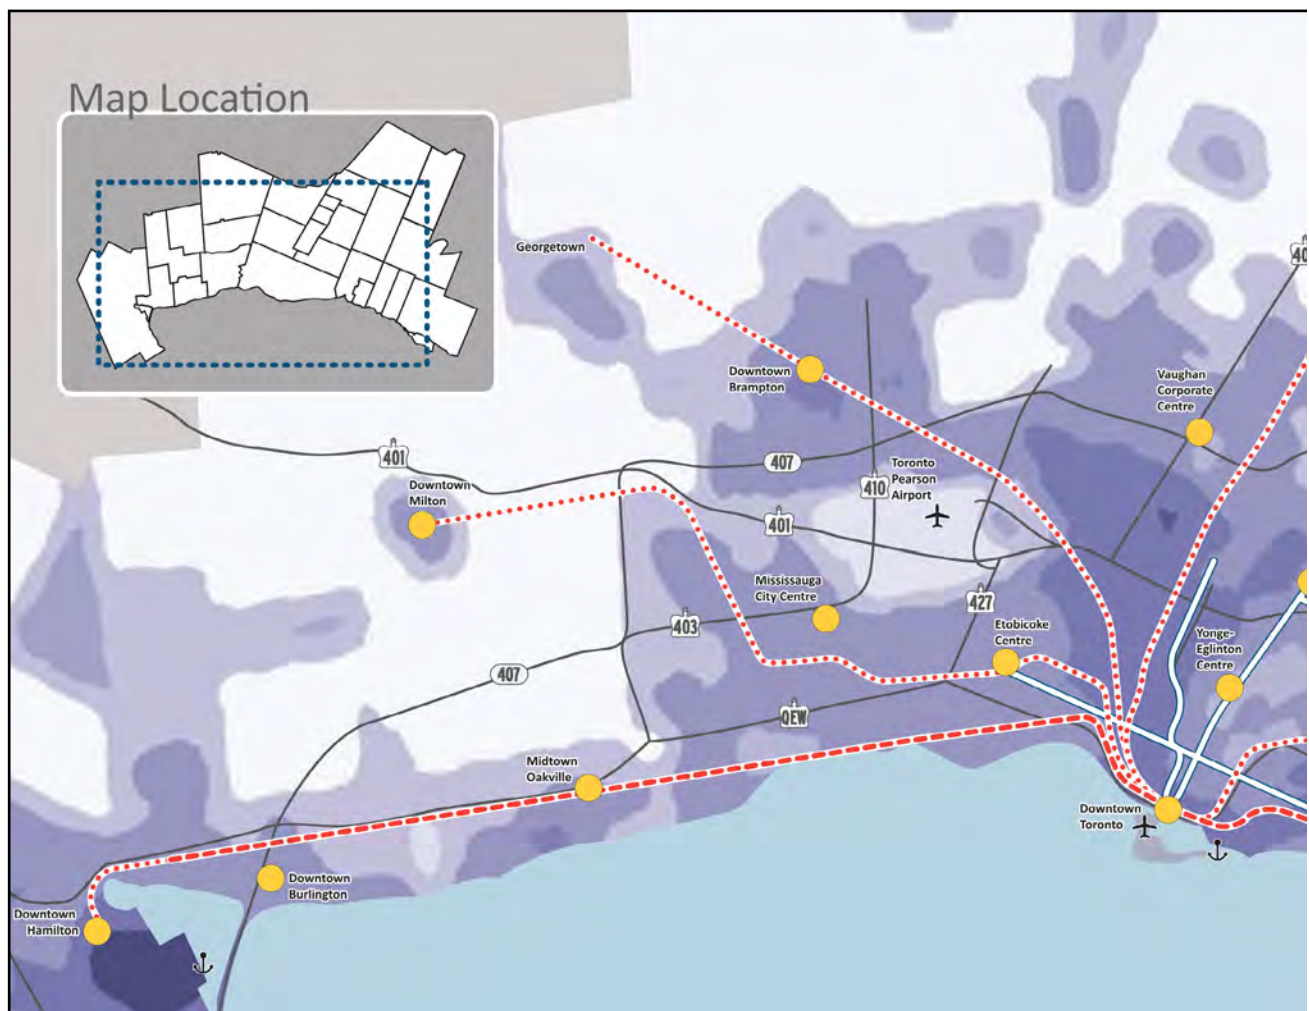 Map Location
Georgetown
Downtown
Brampton
Vaughan
Corporate
Centre
401
Downtown
Milton
407
410
Toronto
Pearson
Airport
401
Mississauga
City Centre
427
403
Etobicoke
Centre
Yonge-
Eglinton
Centre
407
QEW
Midtown
Oakville
Downtown
Toronto
Downtown
Burlington
Downtown
Hamilton